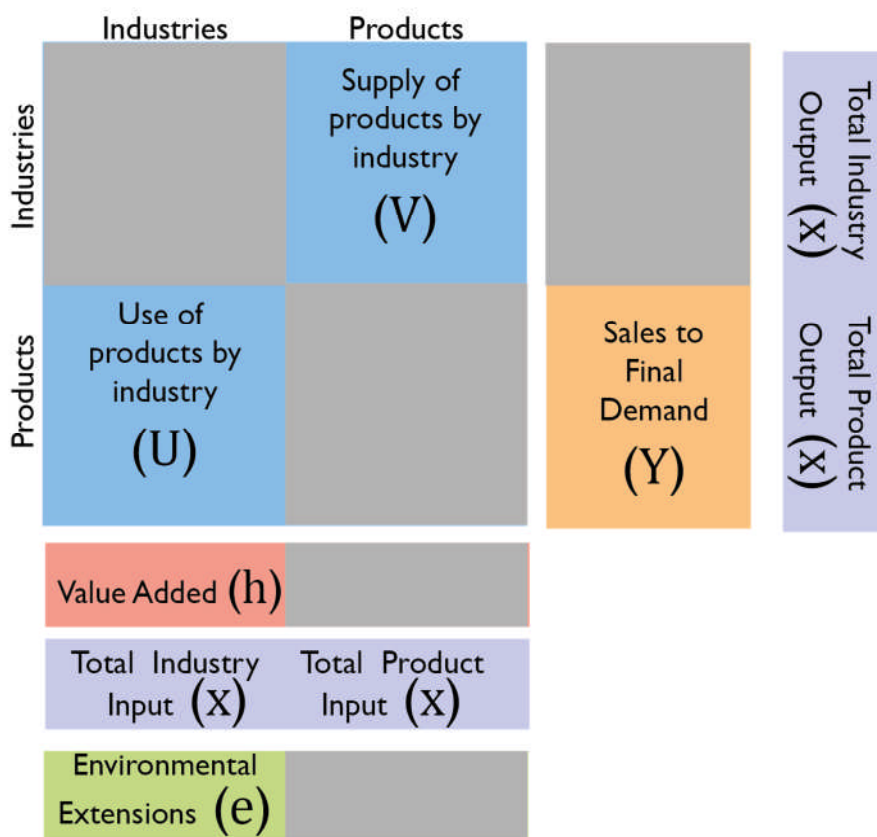 Industries
Products
Industries
Supply of
products by
industry
(V)
Total Industry
Output (x)
Products
Use of
products by
industry
(U)
Sales to
Final
Demand
(Y)
Total Product
Output (x)
Value Added (h)
Total Industry
Input (x)
Total Product
Input (x)
Environmental
Extensions (e)